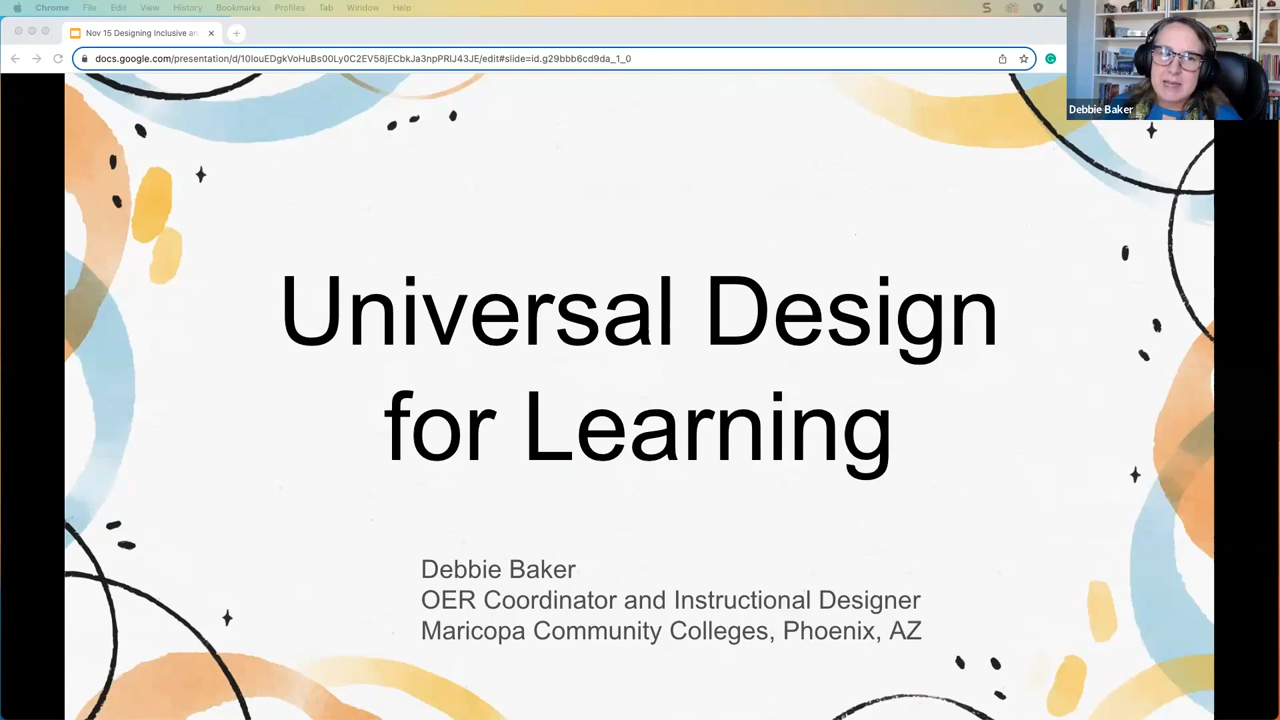 Chrome File Edit View History Bookmarks Profiles Tab Window Help
Nov 15 Designing Inclusive an
docs.google.com/presentation/d/10IouEDgkVoHuBs00Ly0C2EV58jECbkJa3npPRIJ43JE/edit#slide=id.g29bbb6cd9da_1_0
Debbie Baker
Universal Design
for Learning
Debbie Baker
OER Coordinator and Instructional Designer
Maricopa Community Colleges, Phoenix, AZ